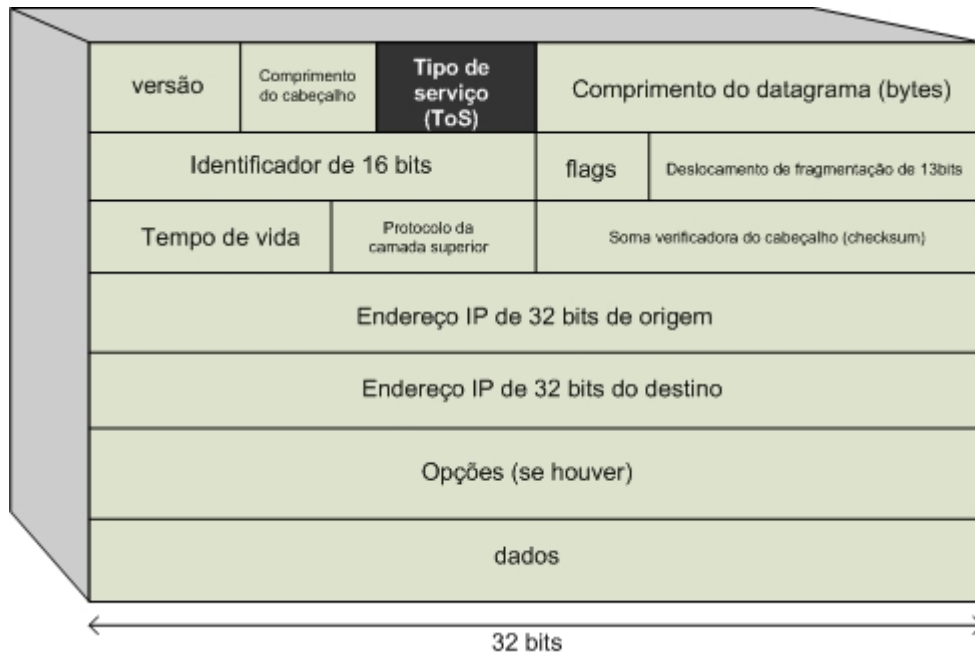 versão
Comprimento
do cabeçalho
Tipo de
serviço
(ToS)
Comprimento do datagrama (bytes)
Identificador de 16 bits
flags
Deslocamento de fragmentação de 13bits
Tempo de vida
Protocolo da
camada superior
Soma verificadora do cabeçalho (checksum)
Endereço IP de 32 bits de origem
Endereço IP de 32 bits do destino
Opções (se houver)
dados
32 bits